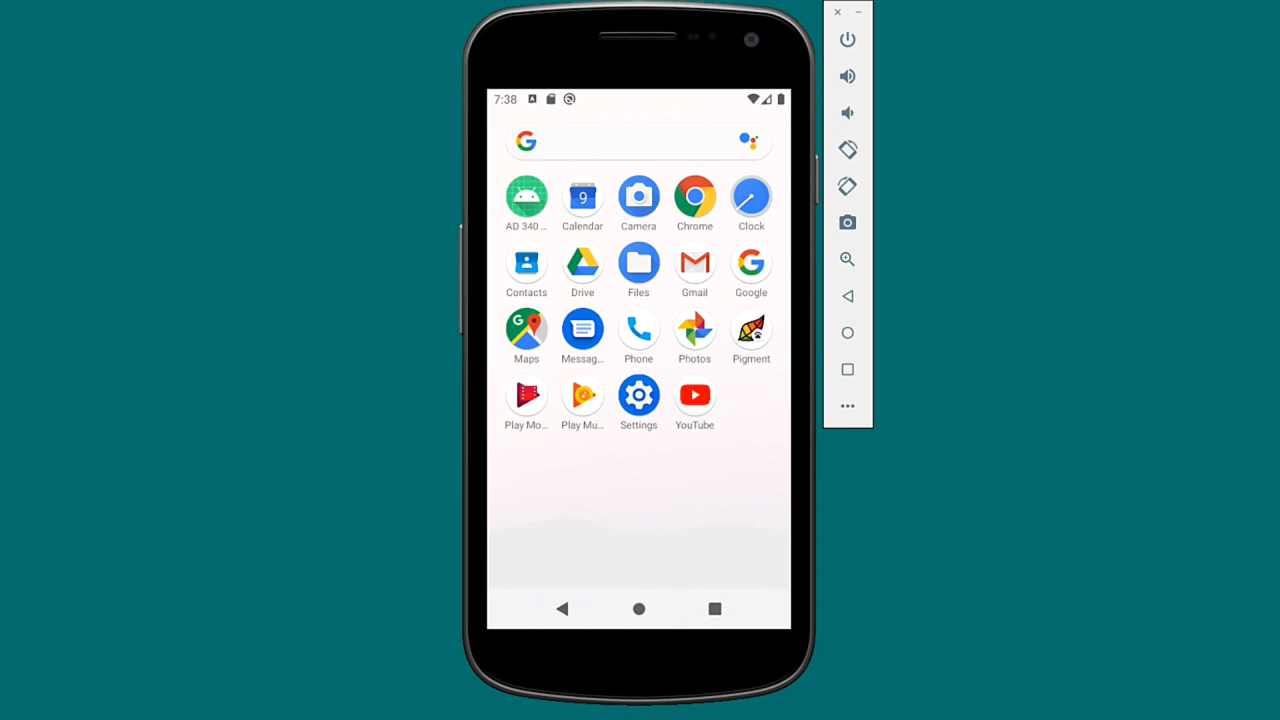 7:38
AD 340 ...
9
Calendar
Camera
Chrome
Clock
Contacts
Drive
Files
Gmail
Google
Maps
Messag...
Phone
Photos
Pigment
Play Mo...
Play Mu...
Settings
YouTube